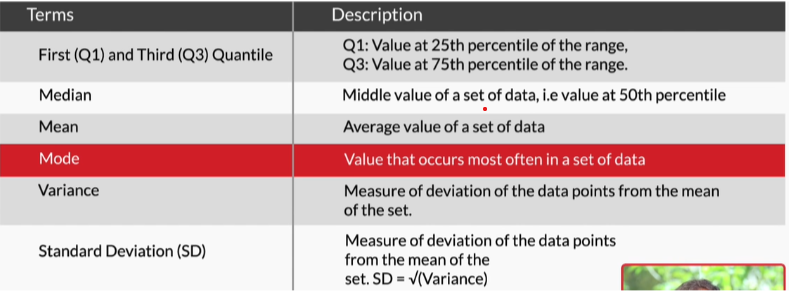 Terms Description
First (Q1) and Third (Q3) Quantile
Q1: Value at 25th percentile of the range,
Q3: Value at 75th percentile of the range.
Median Middle value of a set of data, i.e value at 50th percentile
Mean Average value of a set of data
Mode Value that occurs most often in a set of data
Variance Measure of deviation of the data points from the mean
of the set.
Standard Deviation (SD)
Measure of deviation of the data points
from the mean of the
set. SD = √(Variance)